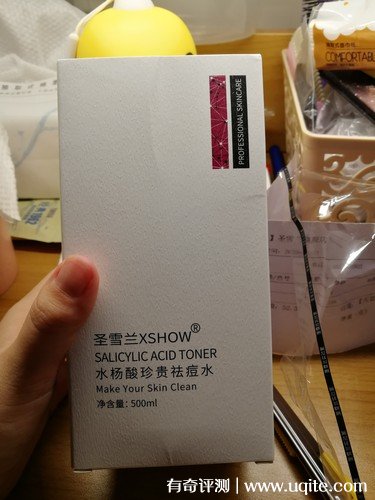 COMFORTABL
PROFESSIONAL SKINCARE
圣雪兰XSHOW®
SALICYLIC ACID TONER
水杨酸珍贵祛痘水
Make Your Skin Clean
净含量: 500ml
有奇评测 | www.uqite.com